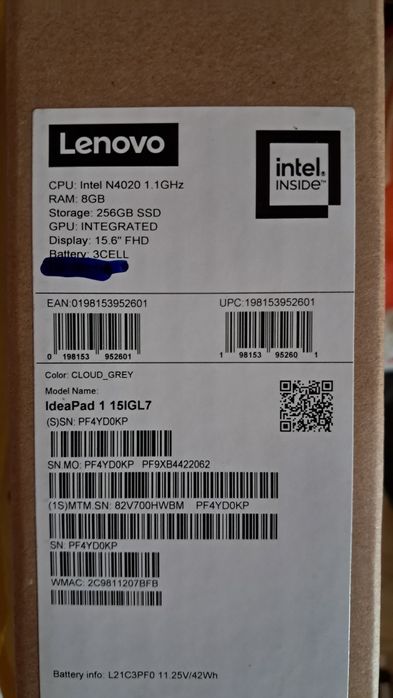 Lenovo
intel.
INSIDE™
CPU: Intel N4020 1.1GHz
RAM: 8GB
Storage: 256GB SSD
GPU: INTEGRATED
Display: 15.6" FHD
Battery: 3CELL
EAN:0198153952601
UPC:198153952601
0 198153 952601
1 98153 95260 1
Color: CLOUD_GREY
Model Name:
IdeaPad 1 15IGL7
(S)SN: PF4YD0KP
SN.MO: PF4YD0KP PF9XB4422062
(1S)MTM.SN: 82V700HWBM PF4YD0KP
SN: PF4YD0KP
WMAC: 2C9811207BFB
Battery info: L21C3PF0 11.25V/42Wh